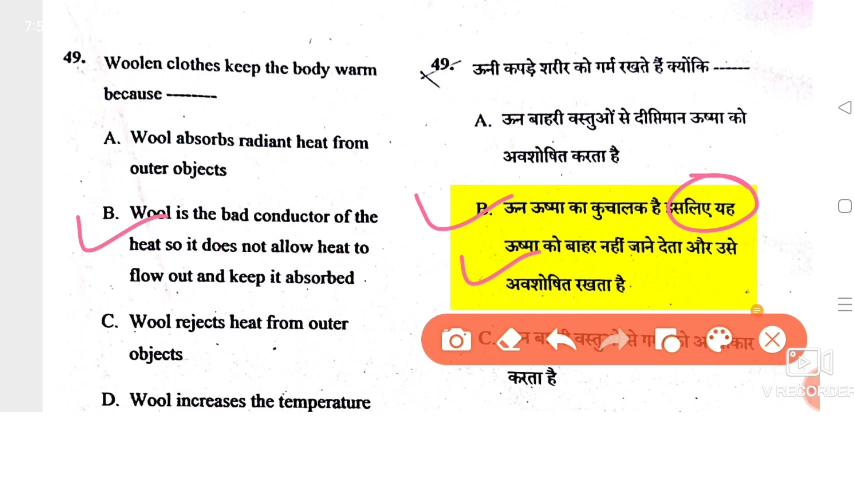 49. Woolen clothes keep the body warm
because --------
A. Wool absorbs radiant heat from
outer objects
B. Wool is the bad conductor of the
heat so it does not allow heat to
flow out and keep it absorbed
C. Wool rejects heat from outer
objects
D. Wool increases the temperature
49. ऊनी कपड़े शरीर को गर्म रखते हैं क्योंकि ------
A. ऊन बाहरी वस्तुओं से दीप्तिमान ऊष्मा को
अवशोषित करता है
B. ऊन ऊष्मा का कुचालक है इसलिए यह
ऊष्मा को बाहर नहीं जाने देता और उसे
अवशोषित रखता है
C. वस्तुओं से
करता है
V RECORDER